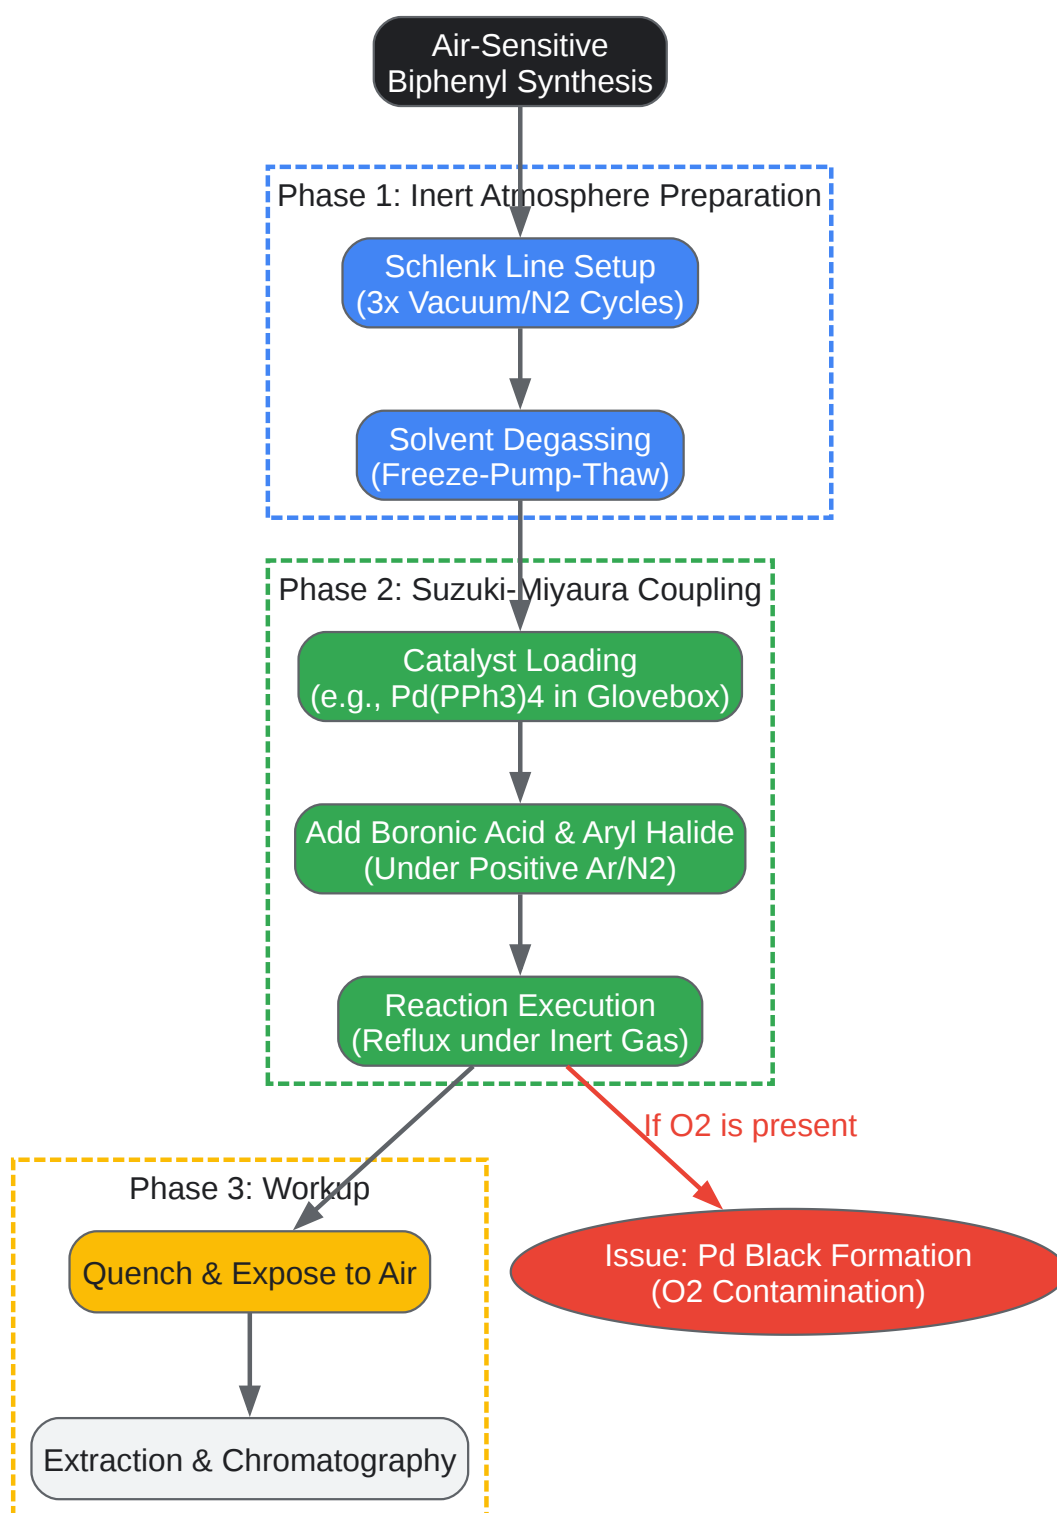 Air-Sensitive
Biphenyl Synthesis
Phase 1: Inert Atmosphere Preparation
Schlenk Line Setup
(3x Vacuum/N2 Cycles)
Solvent Degassing
(Freeze-Pump-Thaw)
Phase 2: Suzuki-Miyaura Coupling
Catalyst Loading
(e.g., Pd(PPh3)4 in Glovebox)
Add Boronic Acid & Aryl Halide
(Under Positive Ar/N2)
Reaction Execution
(Reflux under Inert Gas)
If O2 is present
Phase 3: Workup
Quench & Expose to Air
Issue: Pd Black Formation
(O2 Contamination)
Extraction & Chromatography